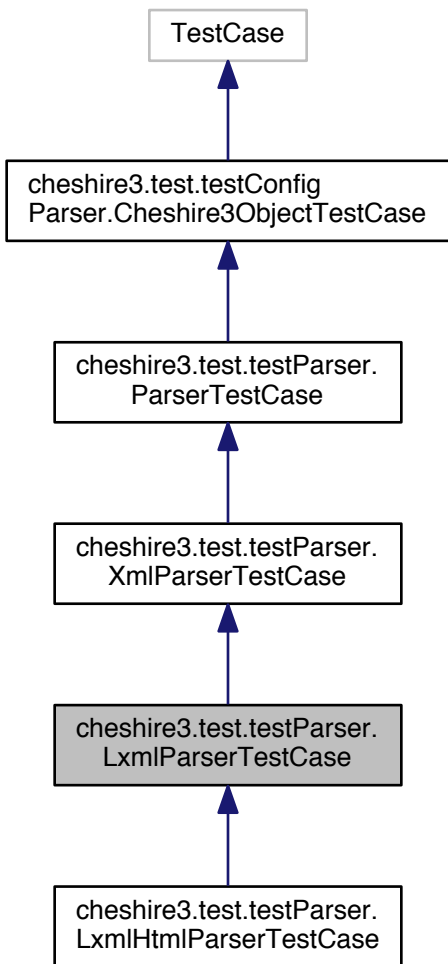 TestCase
cheshire3.test.testConfig
Parser.Cheshire3ObjectTestCase
cheshire3.test.testParser.
ParserTestCase
cheshire3.test.testParser.
XmlParserTestCase
cheshire3.test.testParser.
LxmlParserTestCase
cheshire3.test.testParser.
LxmlHtmlParserTestCase